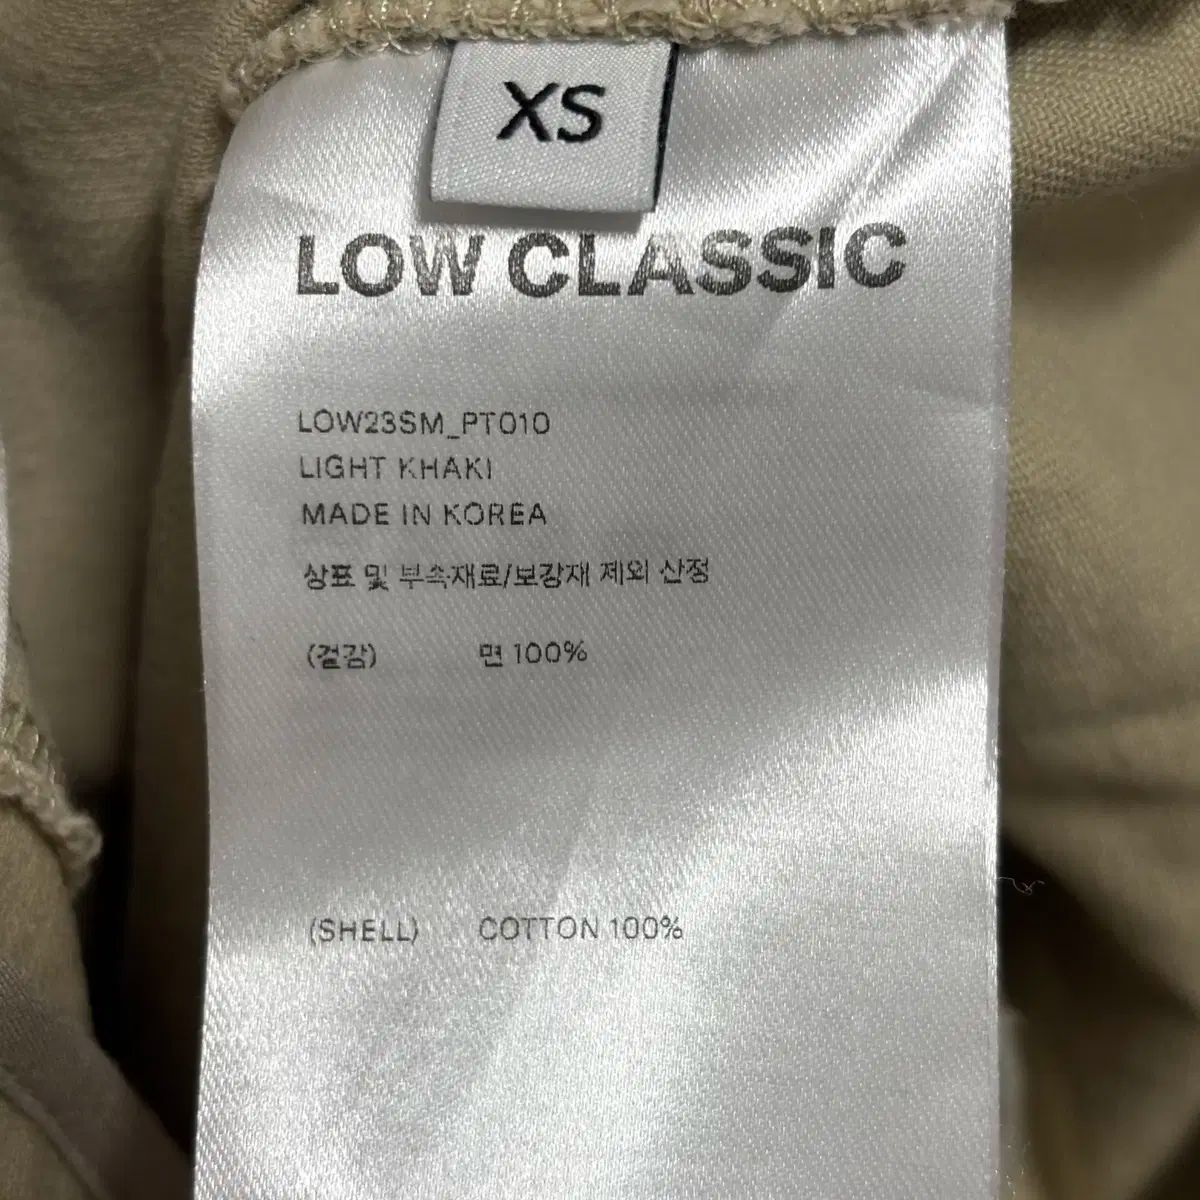 XS
LOW CLASSIC
LOW23SM_PT010
LIGHT KHAKI
MADE IN KOREA
상표 및 부속재료/보강재 제외 산정
(겉감) 면 100%
(SHELL) COTTON 100%